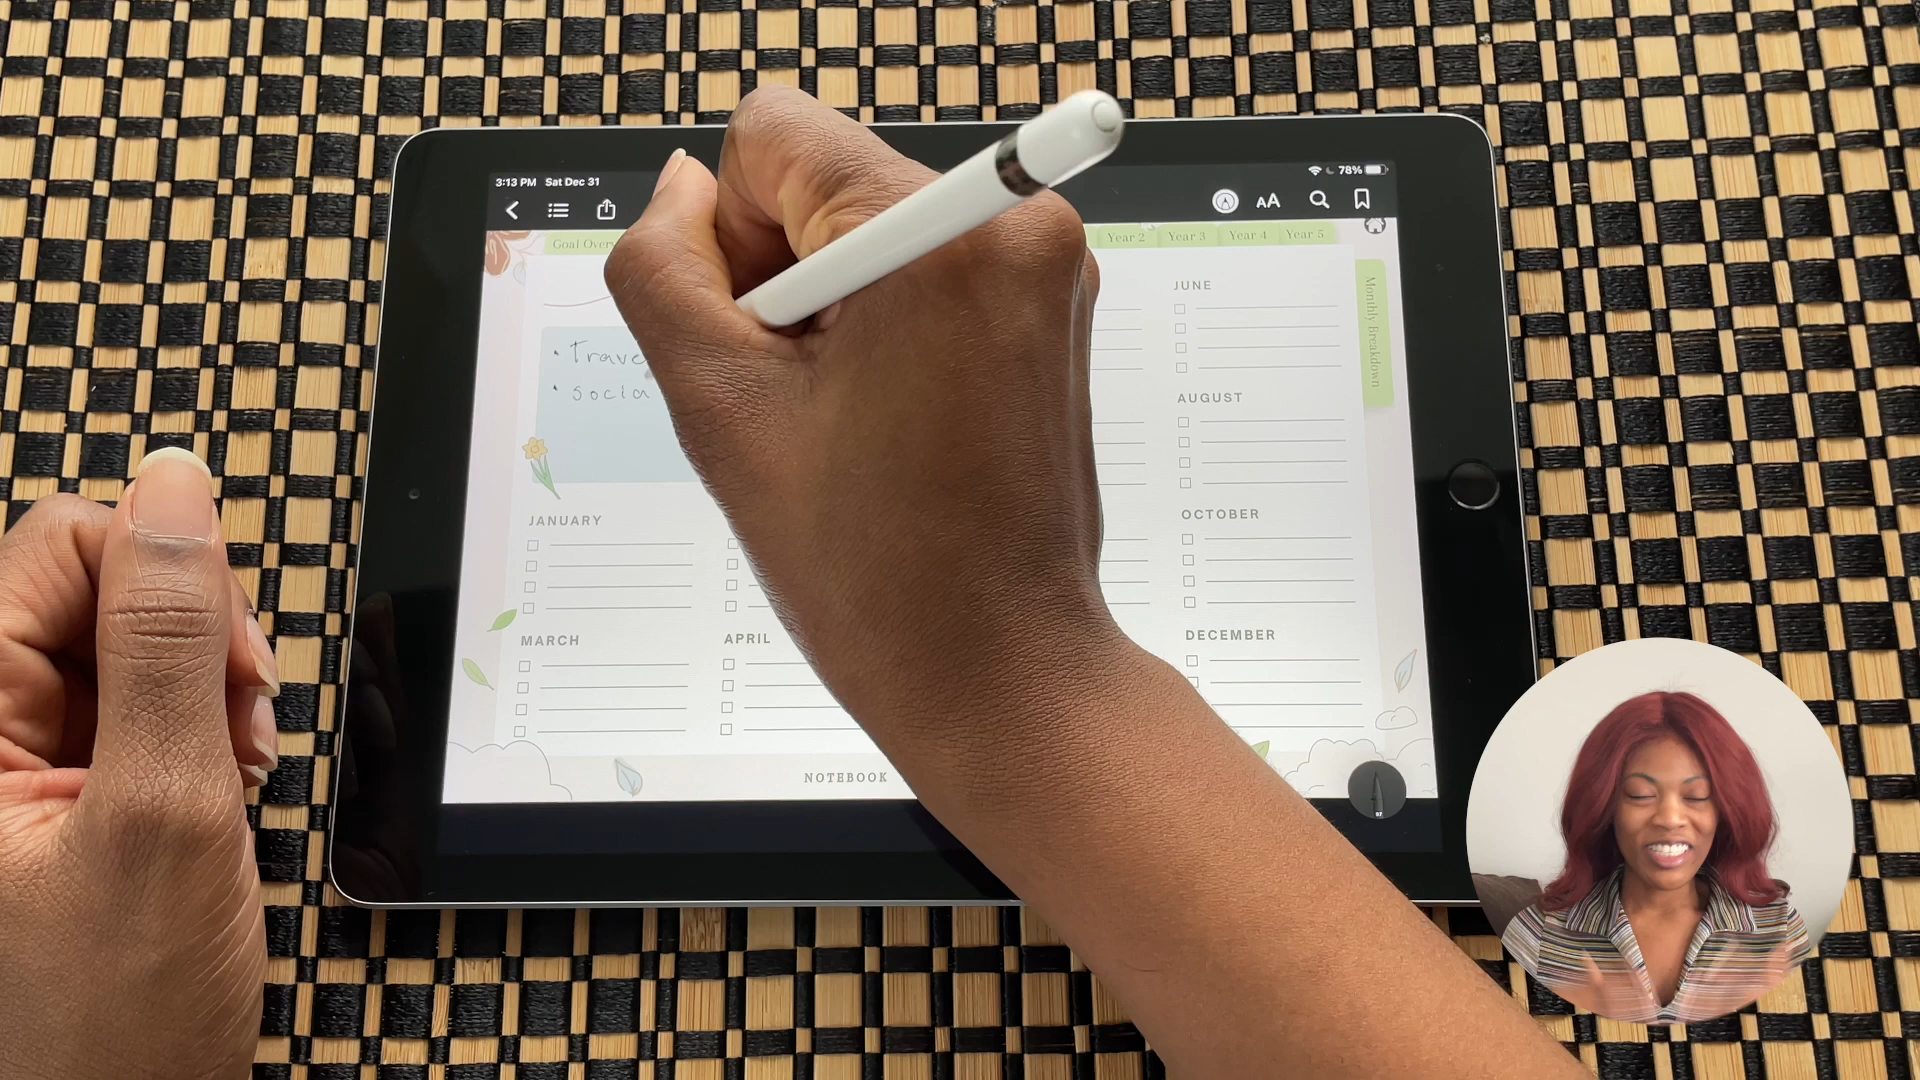 3:13 PM Sat Dec 31
78%
AA
Goal
Year 2 Year 3 Year 4 Year 5
Monthly Breakdown
JUNE
AUGUST
JANUARY
OCTOBER
MARCH
APRIL
DECEMBER
NOTEBOOK
97